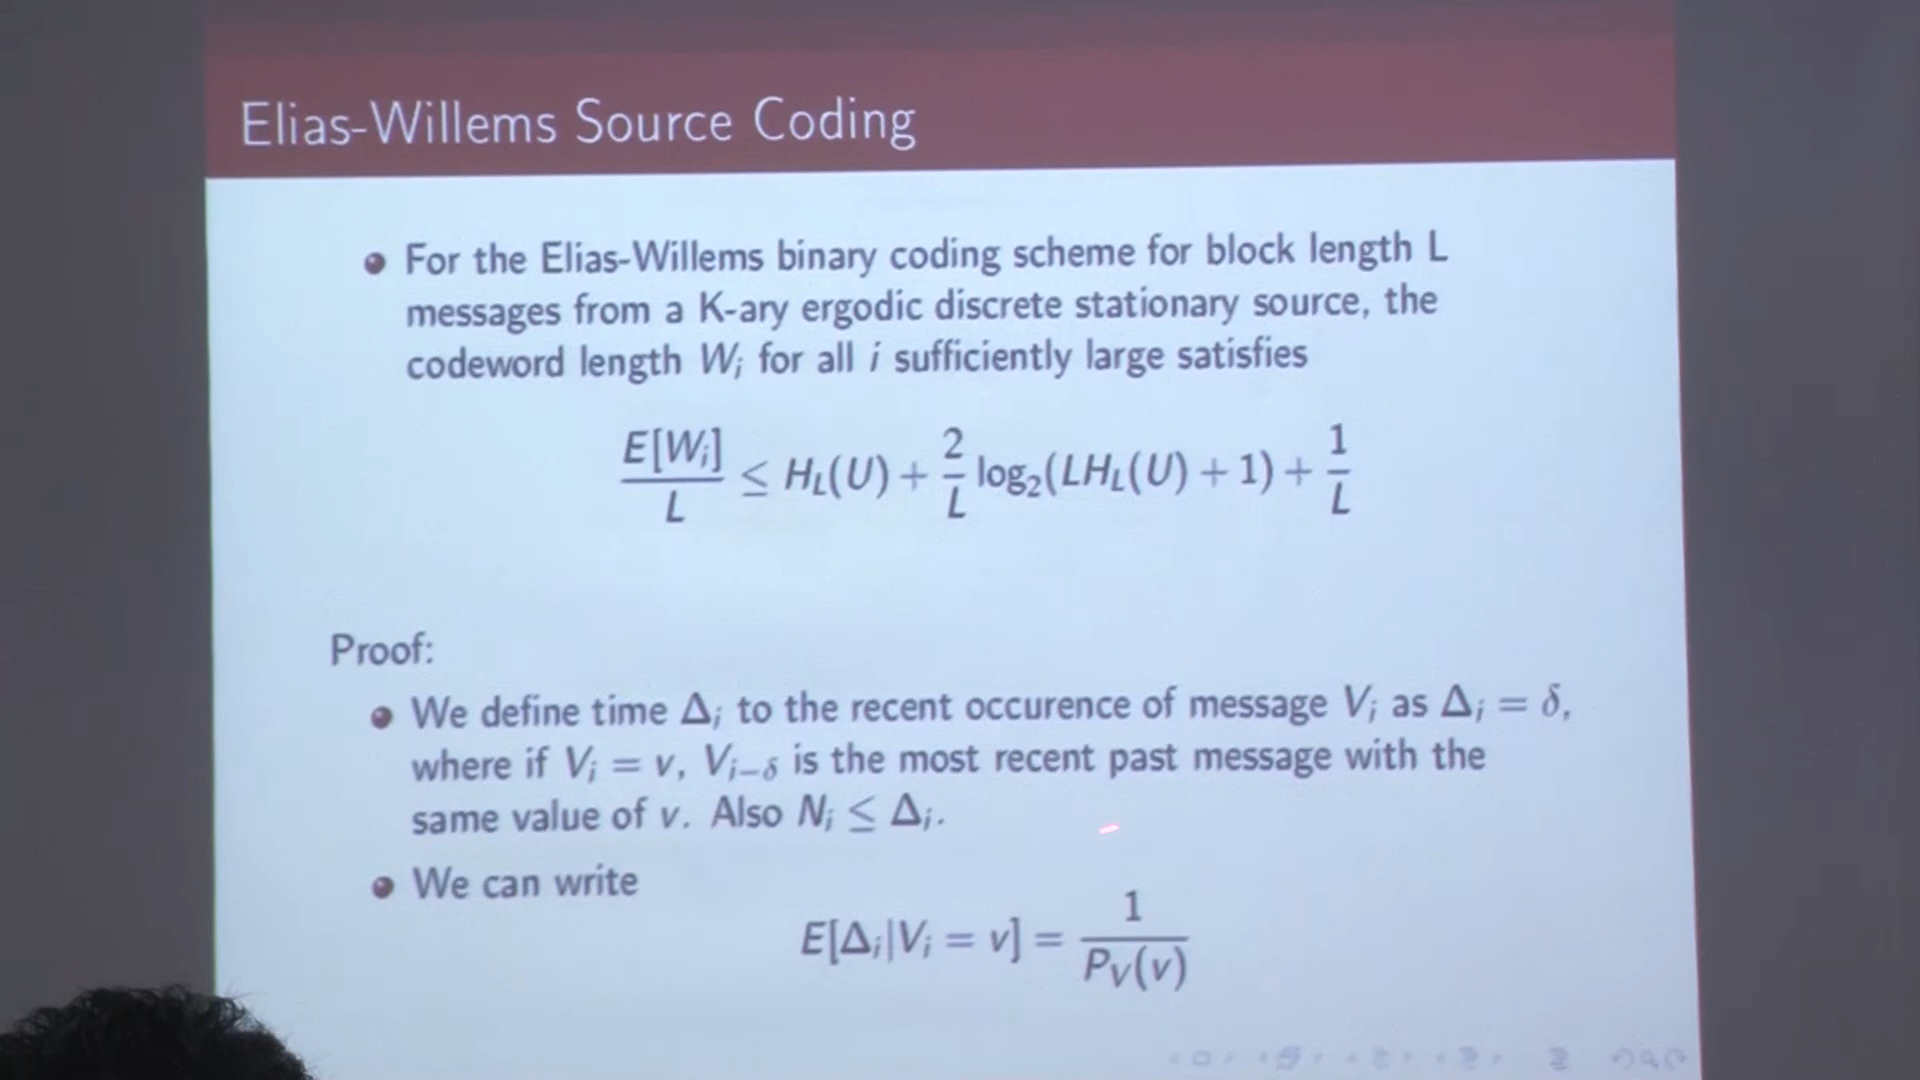 Elias-Willems Source Coding
For the Elias-Willems binary coding scheme for block length L
messages from a K-ary ergodic discrete stationary source, the
codeword length W_i for all i sufficiently large satisfies
E[W_i]/L ≤ H_L(U) + 2/L log_2(LH_L(U) + 1) + 1/L
Proof:
We define time Δ_i to the recent occurence of message V_i as Δ_i = δ,
where if V_i = v, V_{i−δ} is the most recent past message with the
same value of v. Also N_i ≤ Δ_i.
We can write
E[Δ_i|V_i = v] = 1/P_V(v)